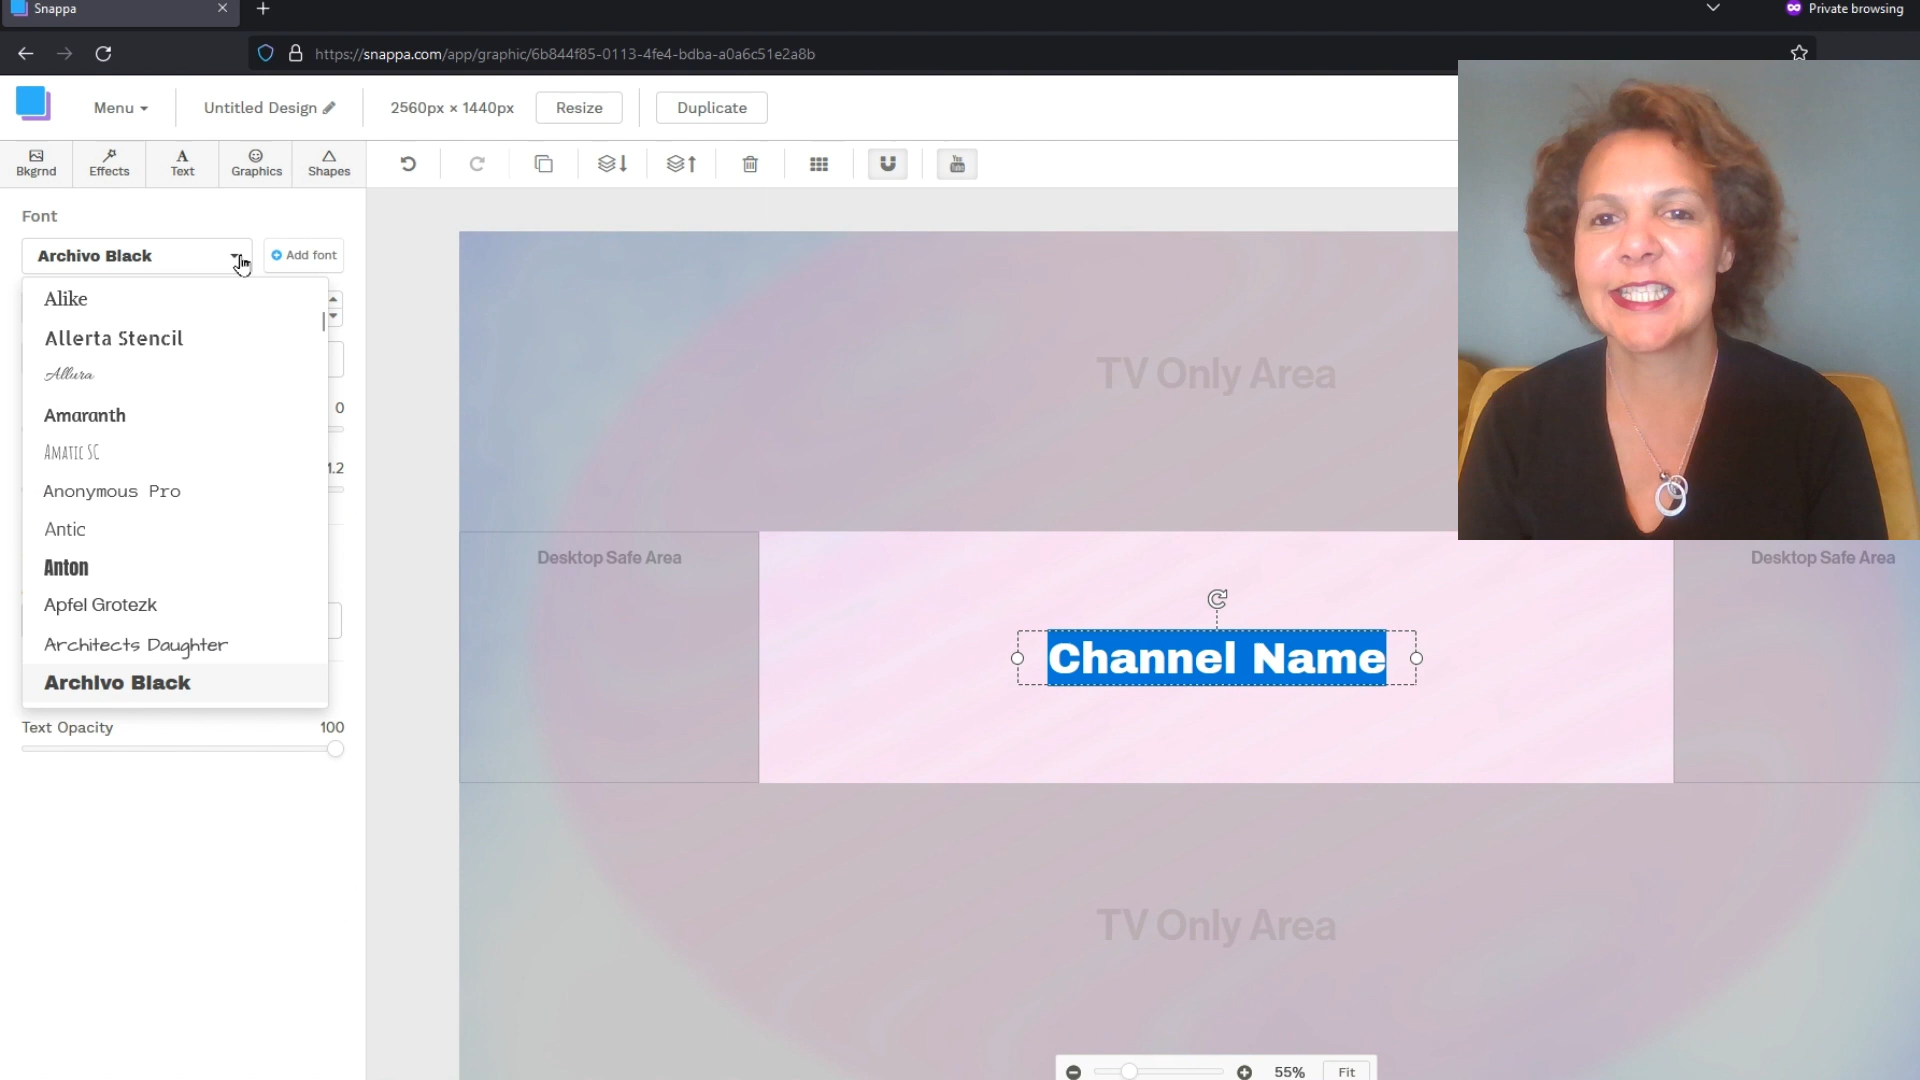 Snappa
Private browsing
https://snappa.com/app/graphic/6b844f85-0113-4fe4-bdba-a0a6c51e2a8b
Menu
Untitled Design
2560px × 1440px
Resize
Duplicate
Bkgrnd
Effects
Text
Graphics
Shapes
You
Tube
Font
Archivo Black
Add font
Alike
Allerta Stencil
Allura
Amaranth
0
Amatic SC
1.2
Anonymous Pro
Antic
Anton
Apfel Grotezk
Architects Daughter
Archivo Black
Text Opacity
100
TV Only Area
Desktop Safe Area
Desktop Safe Area
Channel Name
TV Only Area
55%
Fit